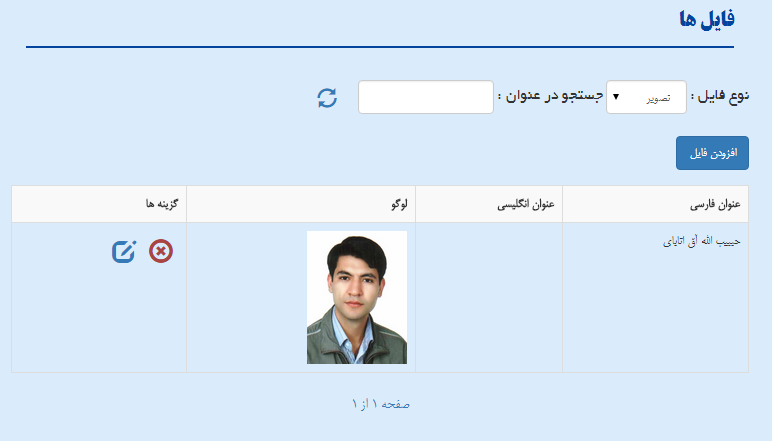 فایل ها
نوع فایل : تصویر جستجو در عنوان :
افزودن فایل
عنوان فارسی عنوان انگلیسی لوگو گزینه ها
حبیب الله آق اتابای
صفحه ۱ از ۱